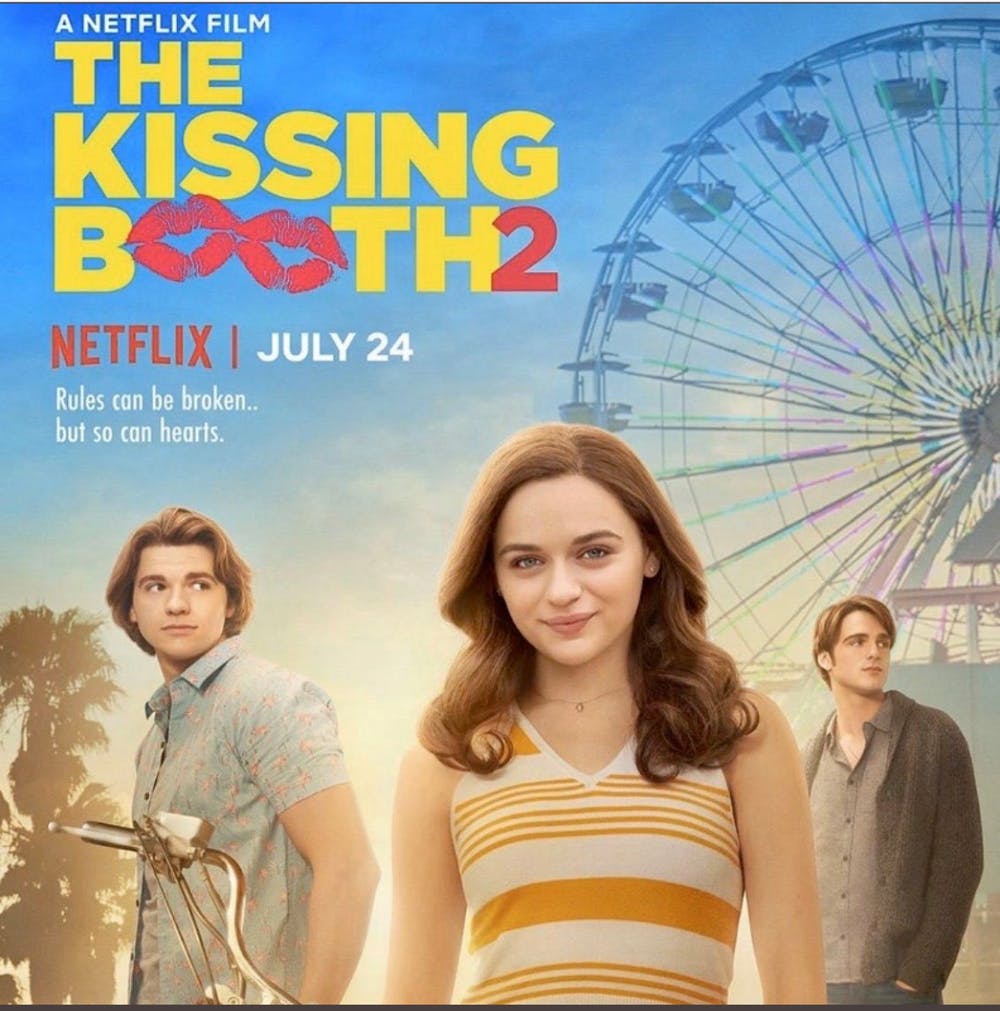 A NETFLIX FILM
THE
KISSING
BOOTH2
NETFLIX | JULY 24
Rules can be broken..
but so can hearts.